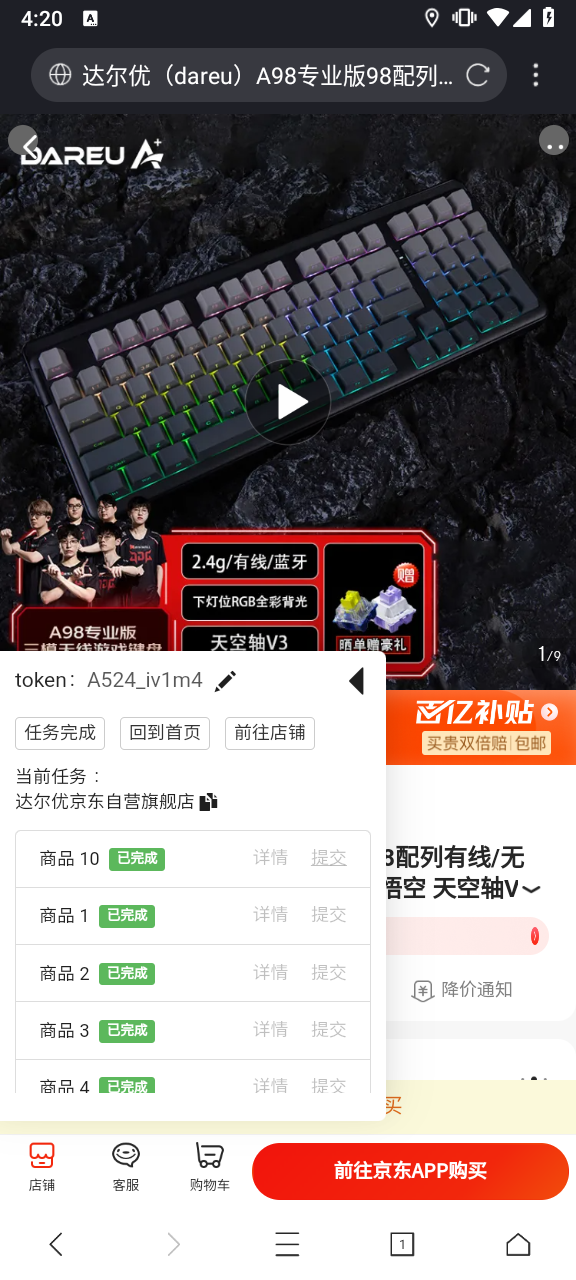 4:20
A
达尔优（dareu）A98专业版98配列...
DAREU A+
2.4g/有线/蓝牙
下灯位RGB全彩背光
天空轴V3
赠
晒单赠豪礼
A98专业版
三模无线游戏键盘
1/9
token： A524_iv1m4
任务完成
回到首页
前往店铺
当前任务：
达尔优京东自营旗舰店
商品 10 已完成 详情 提交
商品 1 已完成 详情 提交
商品 2 已完成 详情 提交
商品 3 已完成 详情 提交
商品 4 已完成 详情 提交
百亿补贴
买贵双倍赔 包邮
8配列有线/无
悟空 天空轴V
降价通知
买
店铺
客服
购物车
前往京东APP购买
1